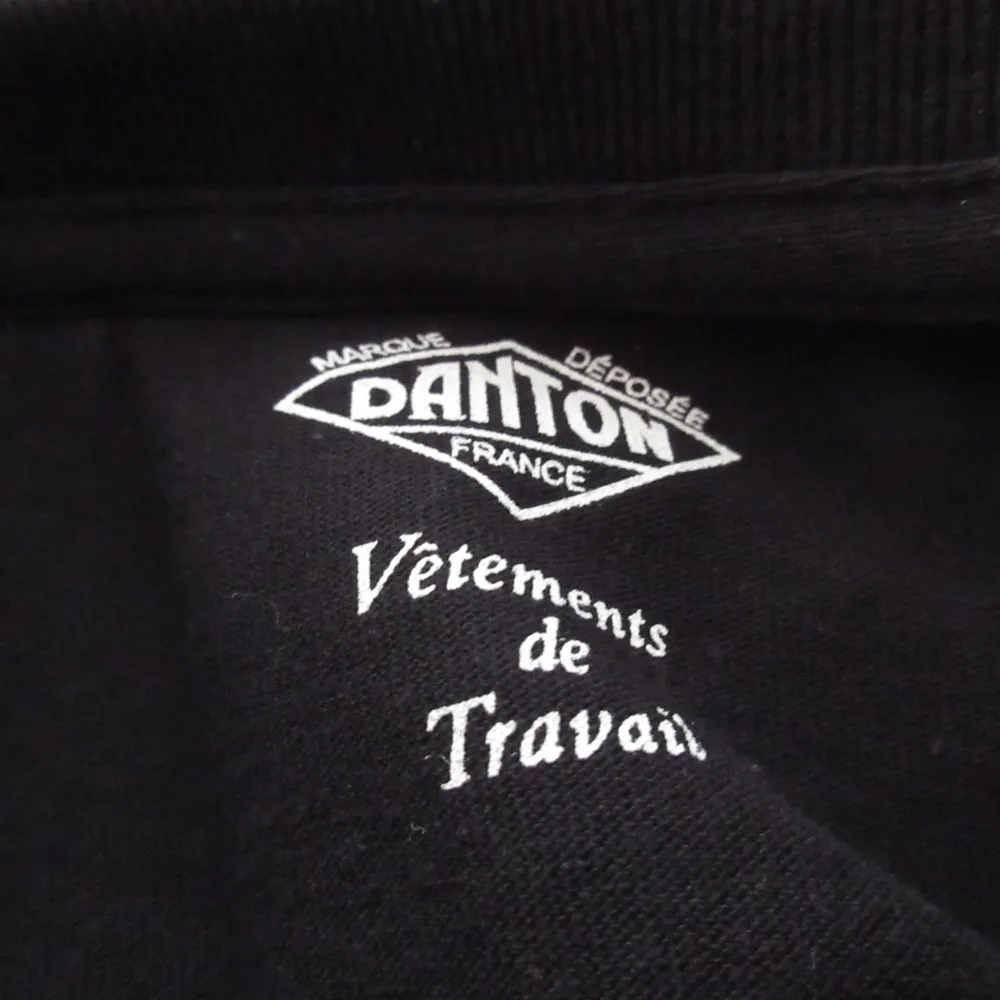 MARQUE DÉPOSÉE
DANTON
FRANCE
Vêtements
de
Travail